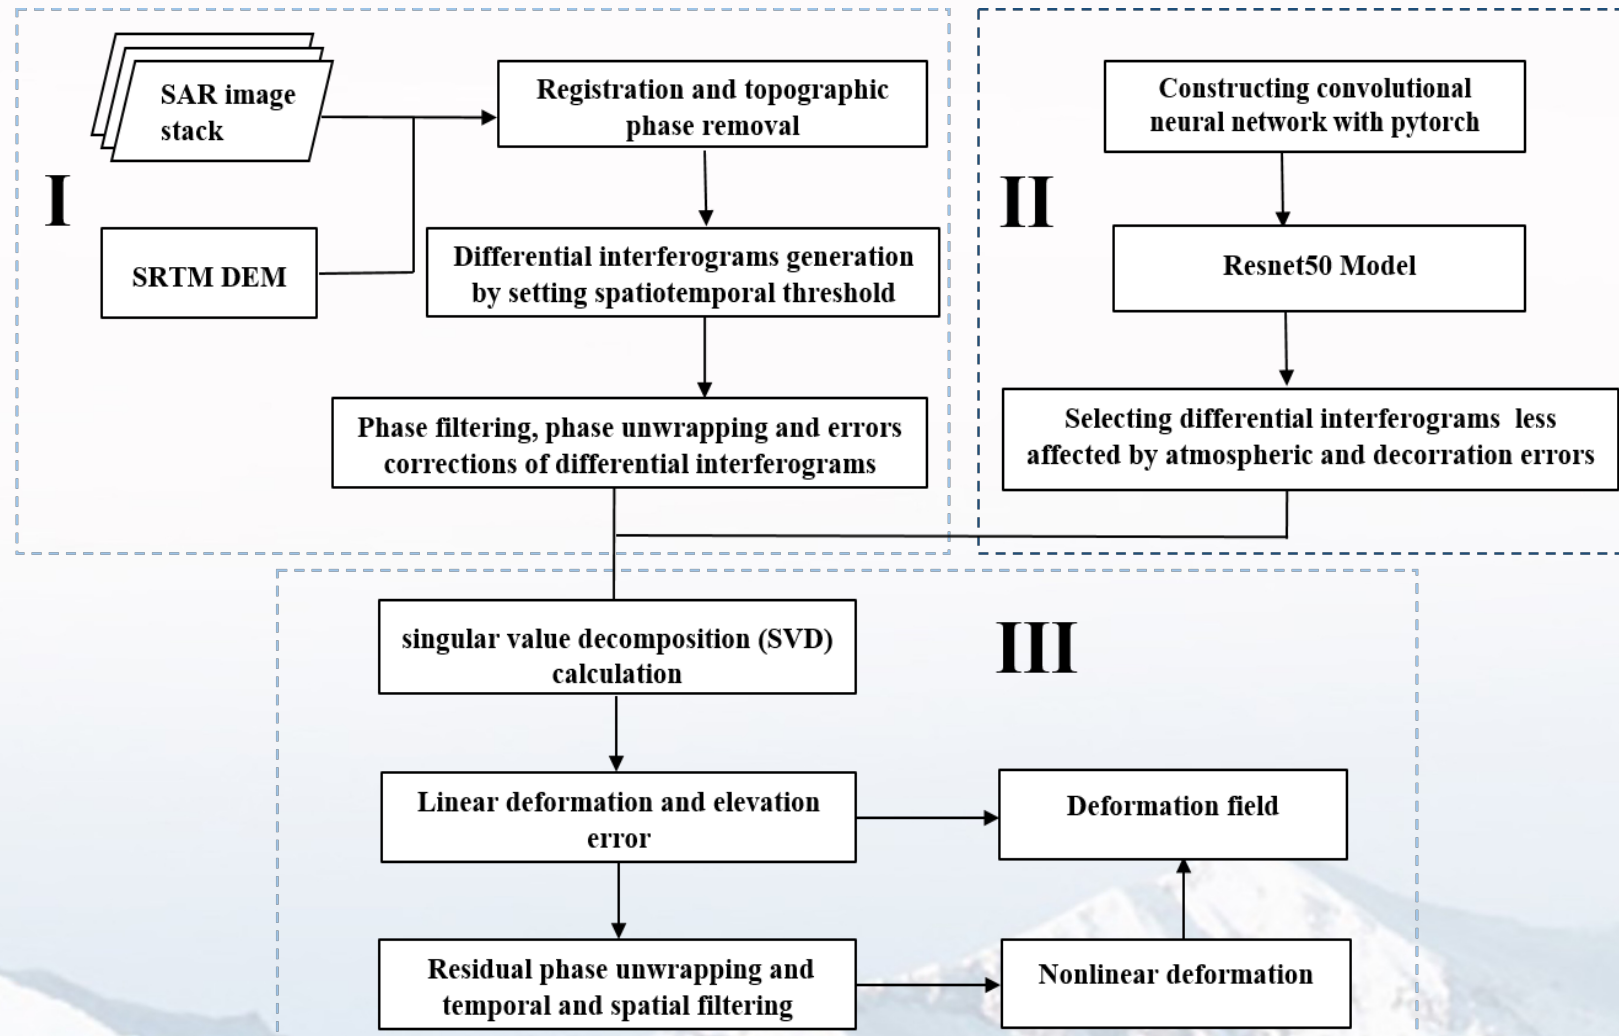 SAR image
stack
Registration and topographic
phase removal
I
SRTM DEM
Differential interferograms generation
by setting spatiotemporal threshold
Phase filtering, phase unwrapping and errors
corrections of differential interferograms
Constructing convolutional
neural network with pytorch
II
Resnet50 Model
Selecting differential interferograms less
affected by atmospheric and decorration errors
singular value decomposition (SVD)
calculation
III
Linear deformation and elevation
error
Deformation field
Residual phase unwrapping and
temporal and spatial filtering
Nonlinear deformation